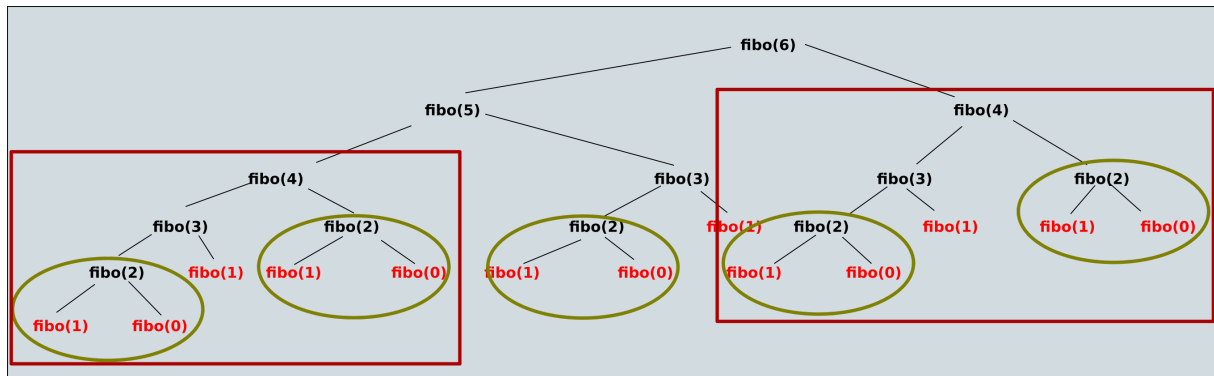 fibo(6)
fibo(5) fibo(4)
fibo(4) fibo(3) fibo(3) fibo(2)
fibo(3) fibo(2) fibo(2) fibo(1) fibo(2) fibo(1) fibo(1) fibo(0)
fibo(2) fibo(1) fibo(1) fibo(0) fibo(1) fibo(0) fibo(1) fibo(0)
fibo(1) fibo(0)